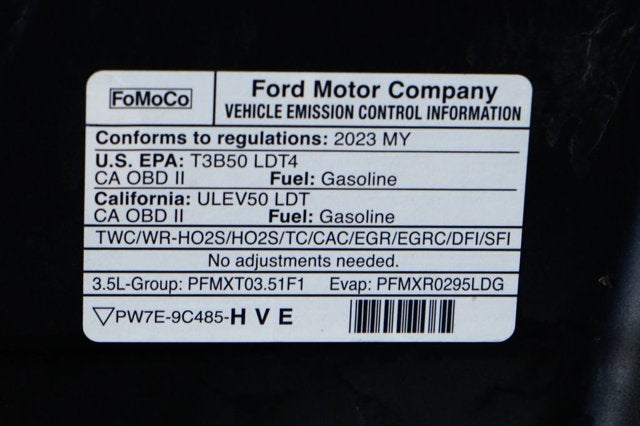 FoMoCo
Ford Motor Company
VEHICLE EMISSION CONTROL INFORMATION
Conforms to regulations: 2023 MY
U.S. EPA: T3B50 LDT4
CA OBD II Fuel: Gasoline
California: ULEV50 LDT
CA OBD II Fuel: Gasoline
TWC/WR-HO2S/HO2S/TC/CAC/EGR/EGRC/DFI/SFI
No adjustments needed.
3.5L-Group: PFMXT03.51F1 Evap: PFMXR0295LDG
PW7E-9C485-HVE